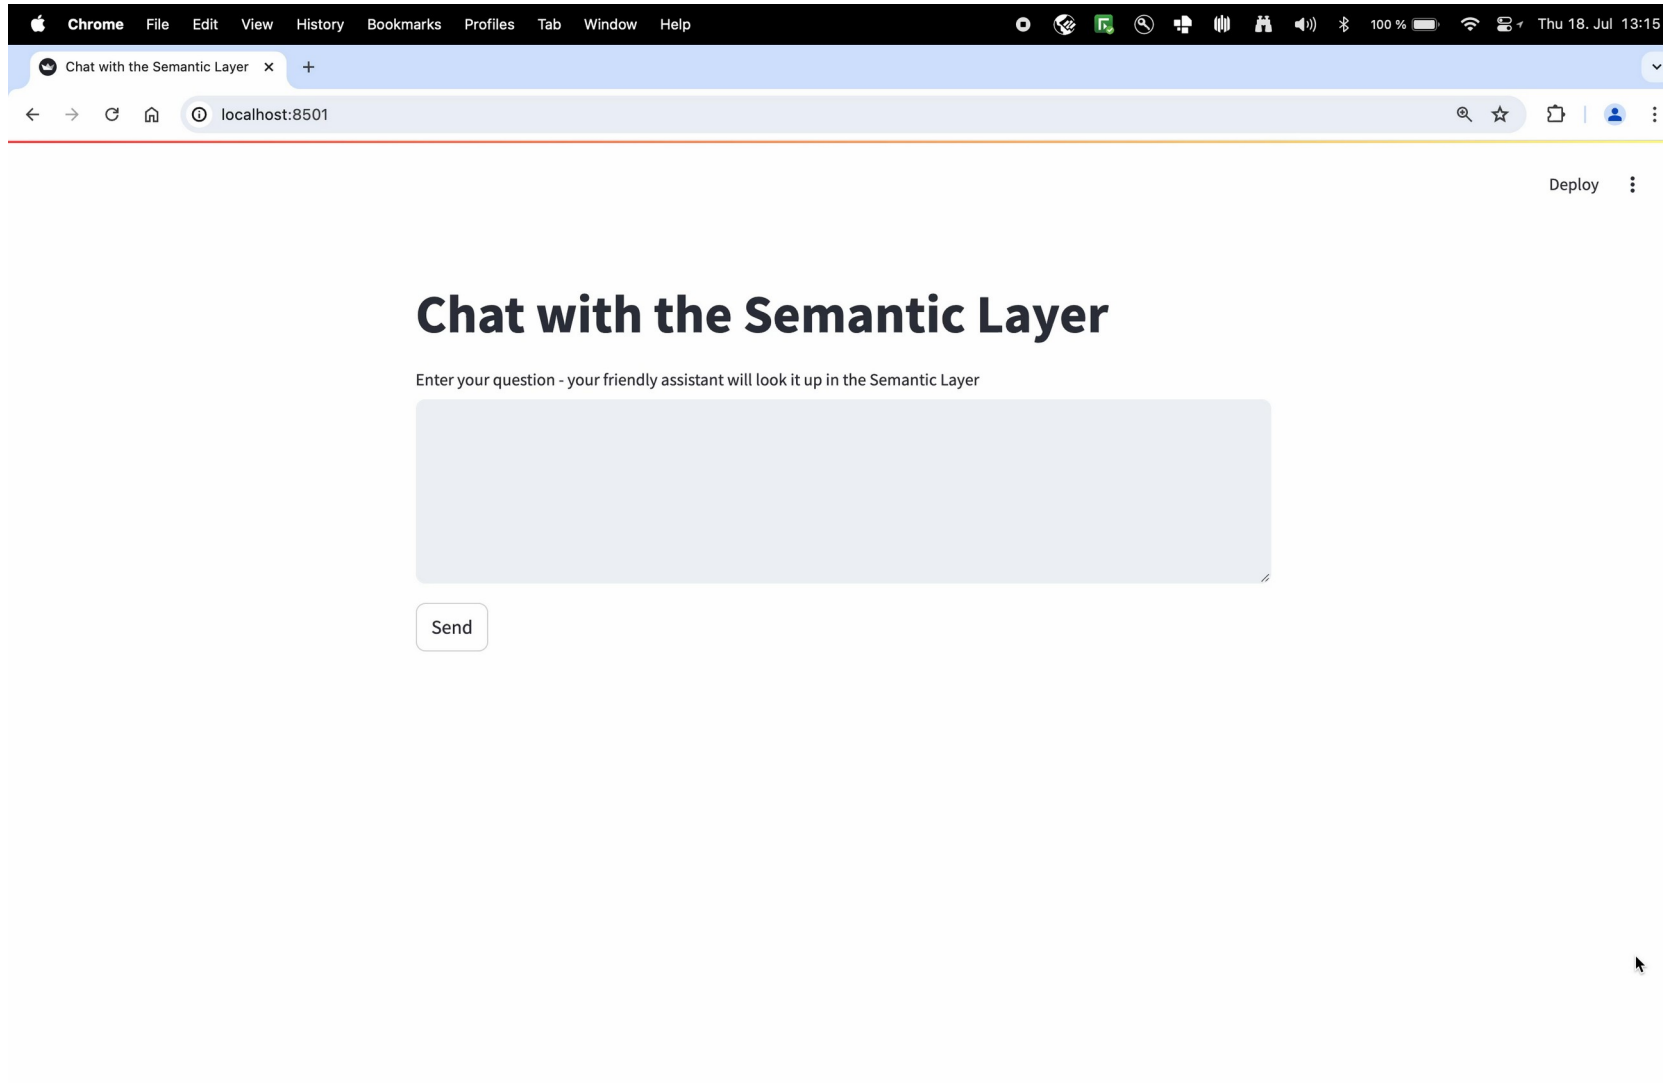 Chrome File Edit View History Bookmarks Profiles Tab Window Help 100 % Thu 18. Jul 13:15
Chat with the Semantic Layer
localhost:8501
Deploy
Chat with the Semantic Layer
Enter your question - your friendly assistant will look it up in the Semantic Layer
Send